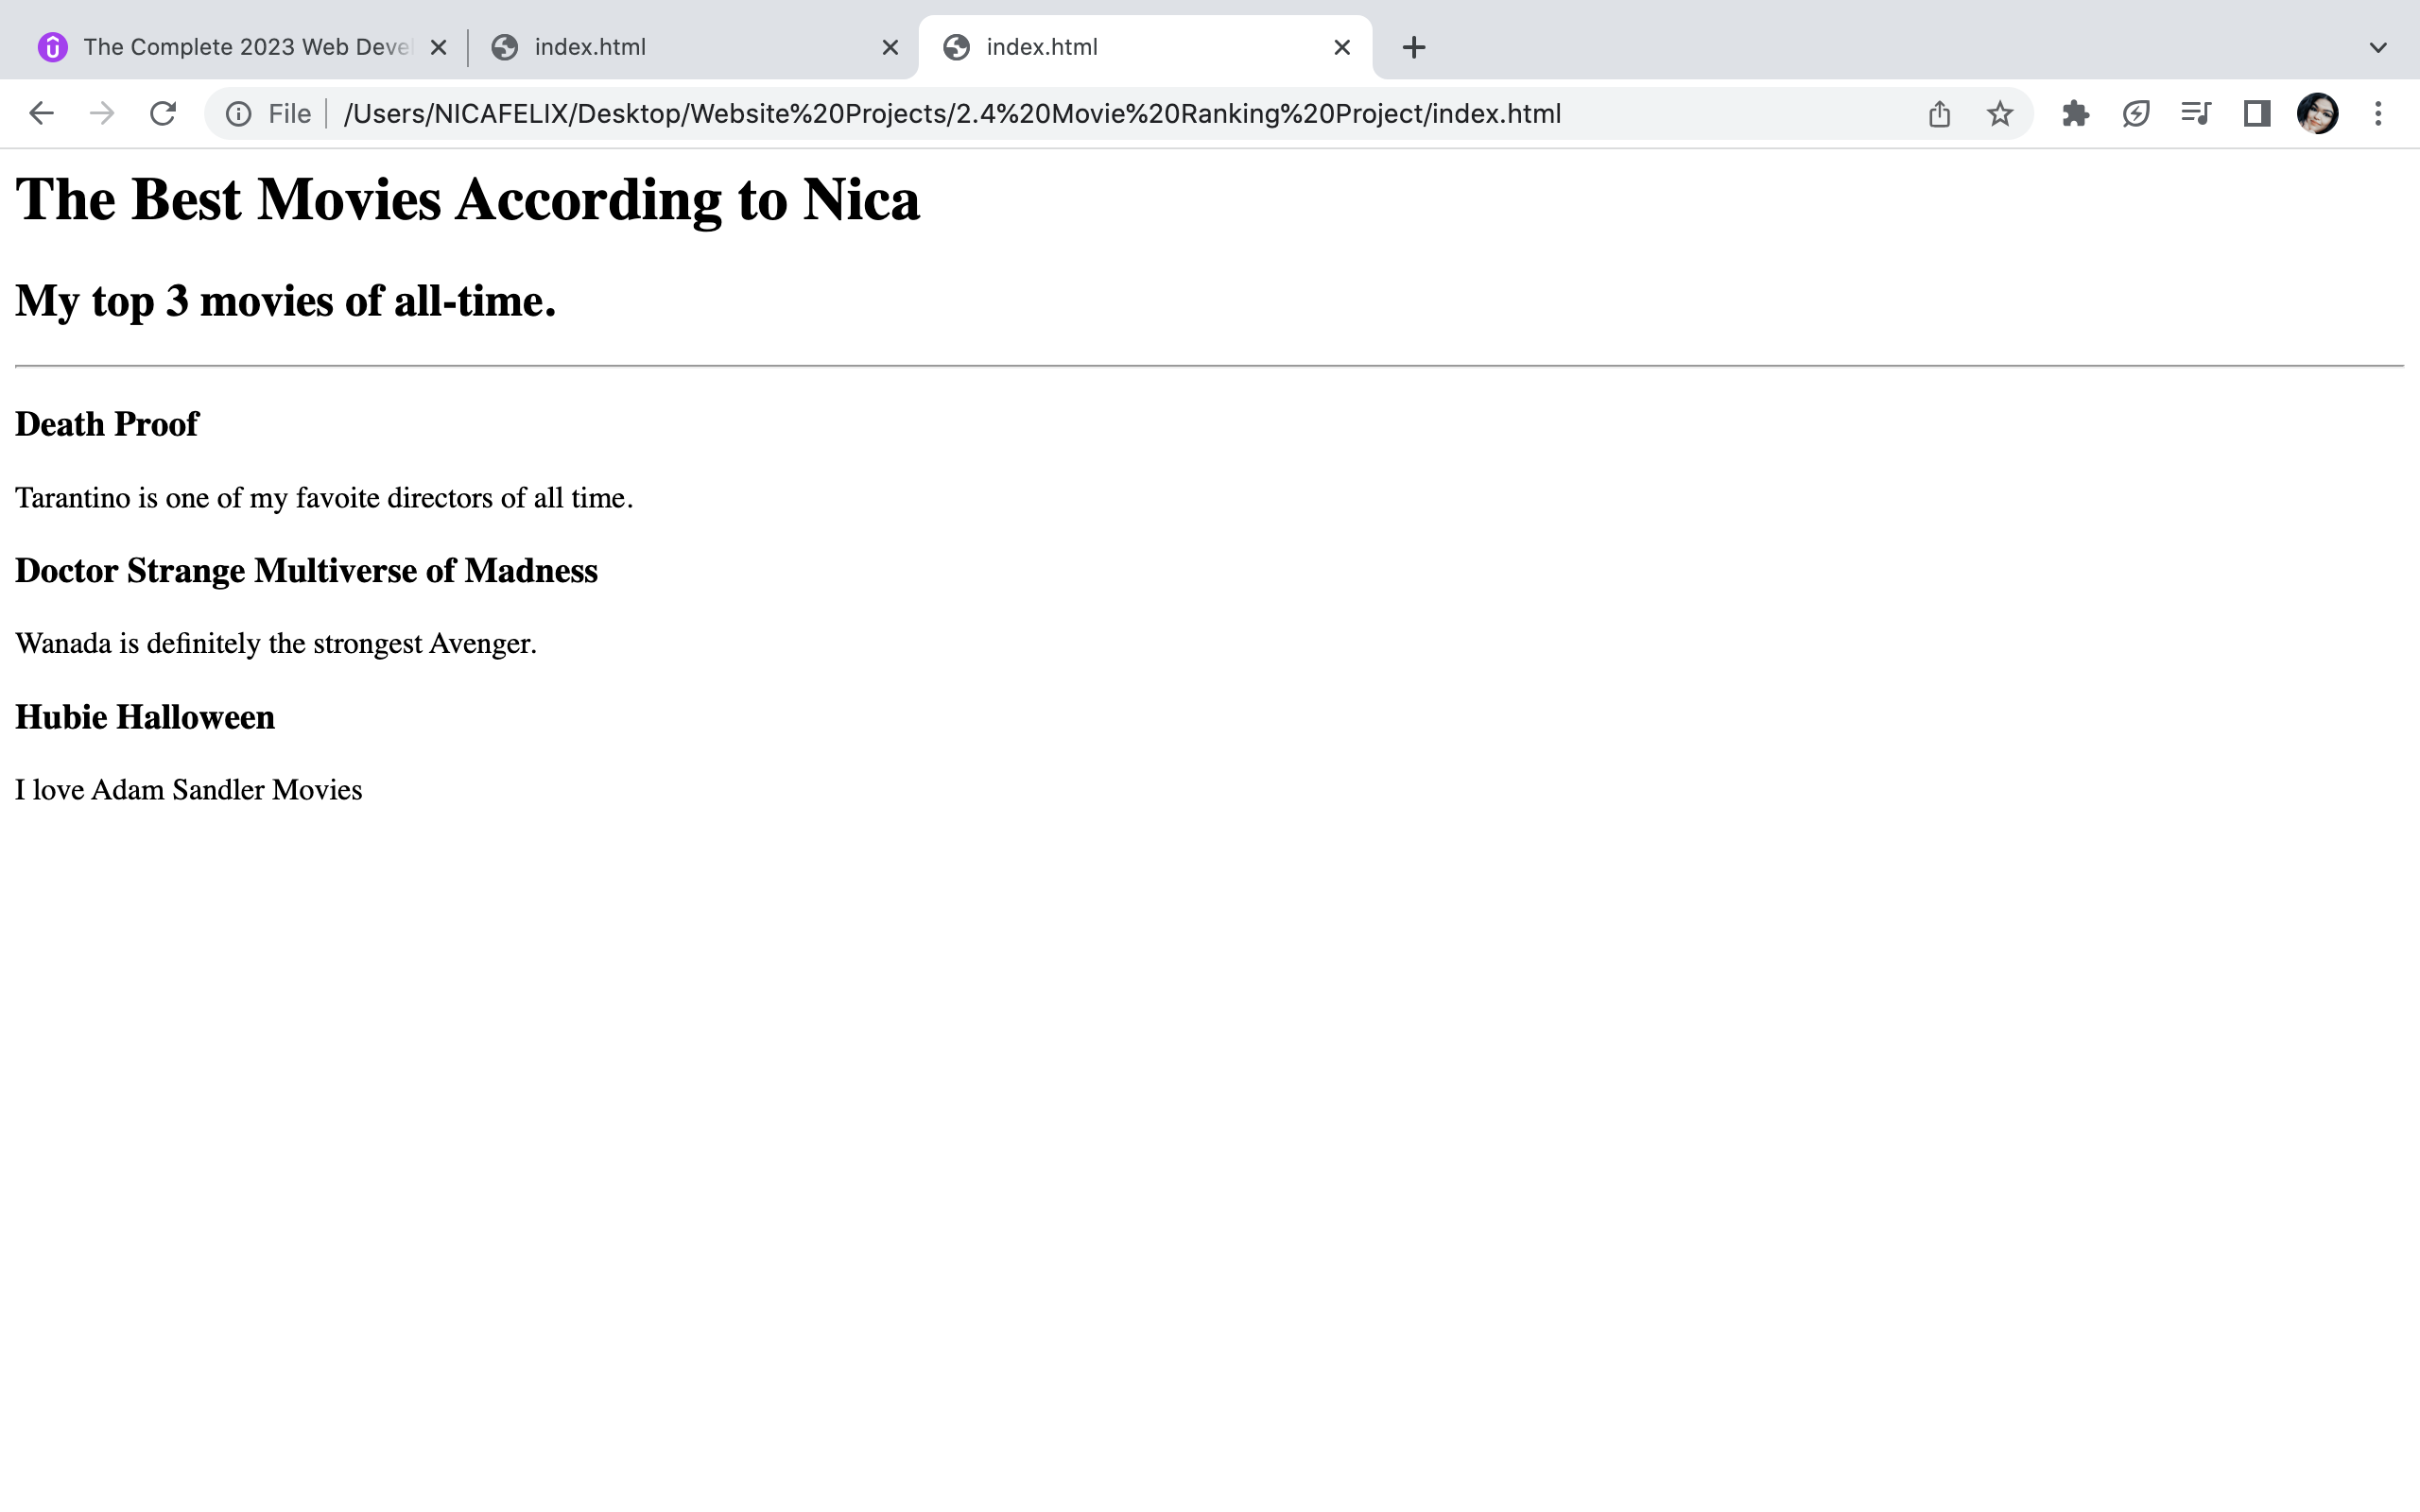 The Complete 2023 Web Devel
index.html
index.html
File
/Users/NICAFELIX/Desktop/Website%20Projects/2.4%20Movie%20Ranking%20Project/index.html
The Best Movies According to Nica
My top 3 movies of all-time.
Death Proof
Tarantino is one of my favoite directors of all time.
Doctor Strange Multiverse of Madness
Wanada is definitely the strongest Avenger.
Hubie Halloween
I love Adam Sandler Movies